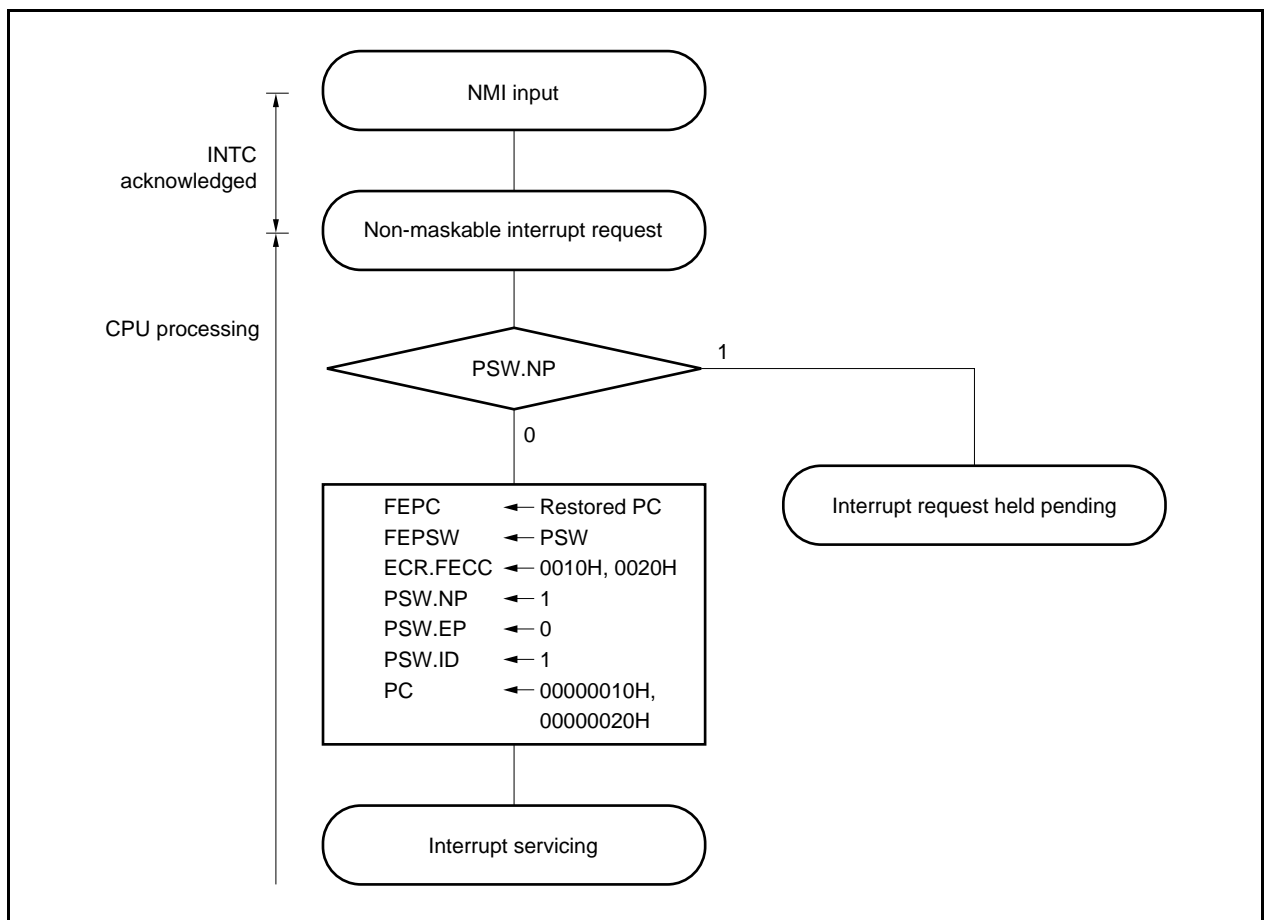 NMI input
INTC
acknowledged
Non-maskable interrupt request
CPU processing
PSW.NP
1
0
FEPC ← Restored PC
FEPSW ← PSW
ECR.FECC ← 0010H, 0020H
PSW.NP ← 1
PSW.EP ← 0
PSW.ID ← 1
PC ← 00000010H,
00000020H
Interrupt request held pending
Interrupt servicing